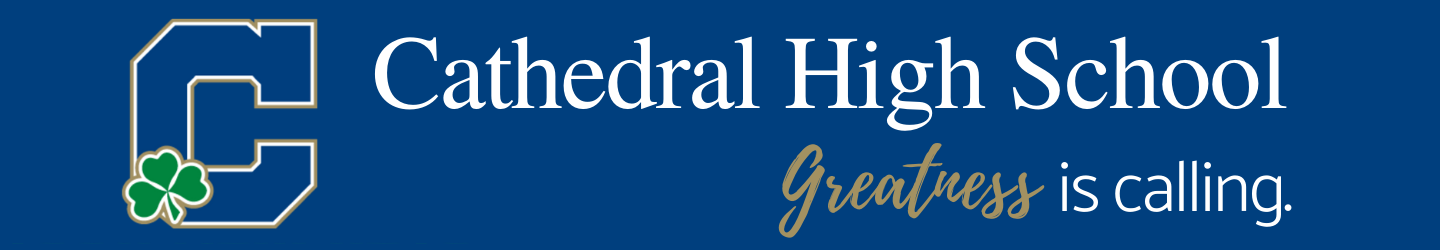 C
Cathedral High School
Greatness is calling.